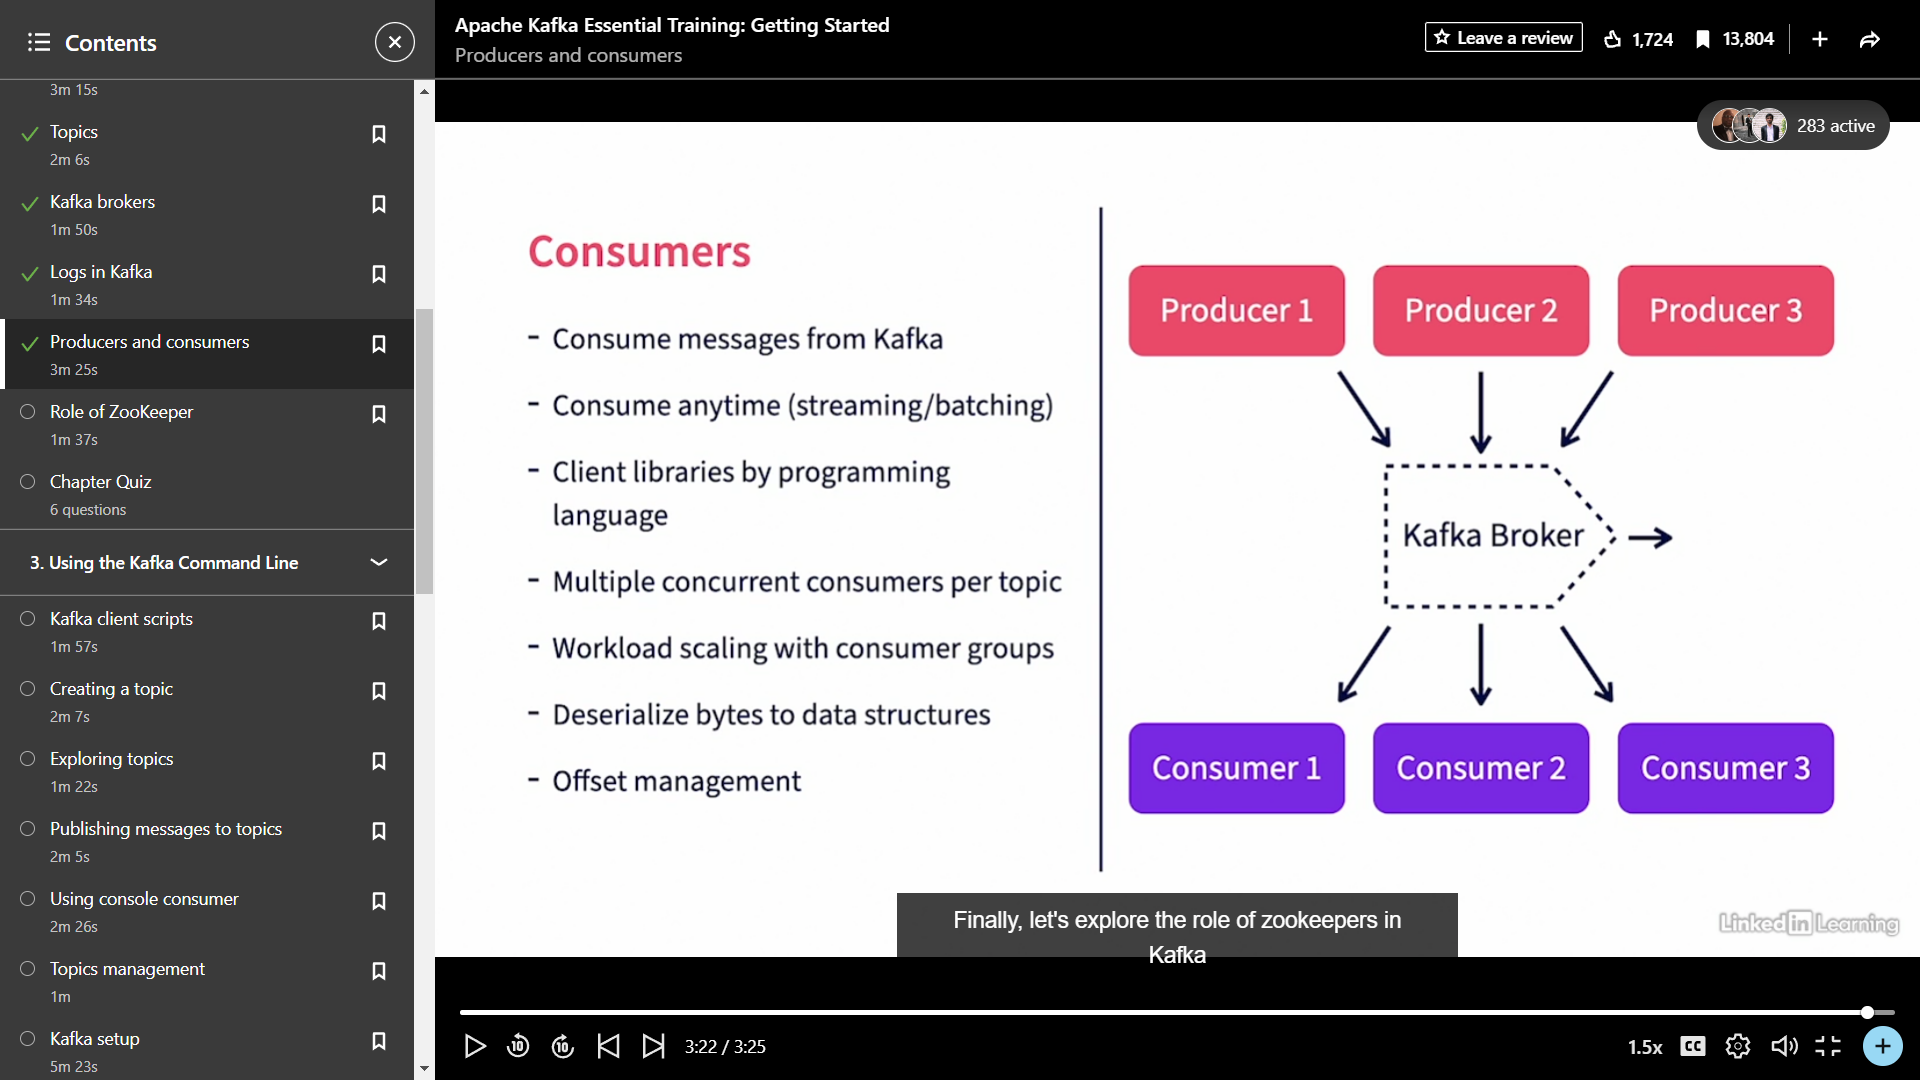 Contents
3m 15s
Topics
2m 6s
Kafka brokers
1m 50s
Logs in Kafka
1m 34s
Producers and consumers
3m 25s
Role of ZooKeeper
1m 37s
Chapter Quiz
6 questions
3. Using the Kafka Command Line
Kafka client scripts
1m 57s
Creating a topic
2m 7s
Exploring topics
1m 22s
Publishing messages to topics
2m 5s
Using console consumer
2m 26s
Topics management
1m
Kafka setup
5m 23s
Apache Kafka Essential Training: Getting Started
Producers and consumers
Leave a review
1,724
13,804
283 active
Consumers
- Consume messages from Kafka
- Consume anytime (streaming/batching)
- Client libraries by programming
language
- Multiple concurrent consumers per topic
- Workload scaling with consumer groups
- Deserialize bytes to data structures
- Offset management
Producer 1
Producer 2
Producer 3
Kafka Broker
Consumer 1
Consumer 2
Consumer 3
Finally, let's explore the role of zookeepers in
Kafka
Linked in Learning
10
10
3:22 / 3:25
1.5x
CC